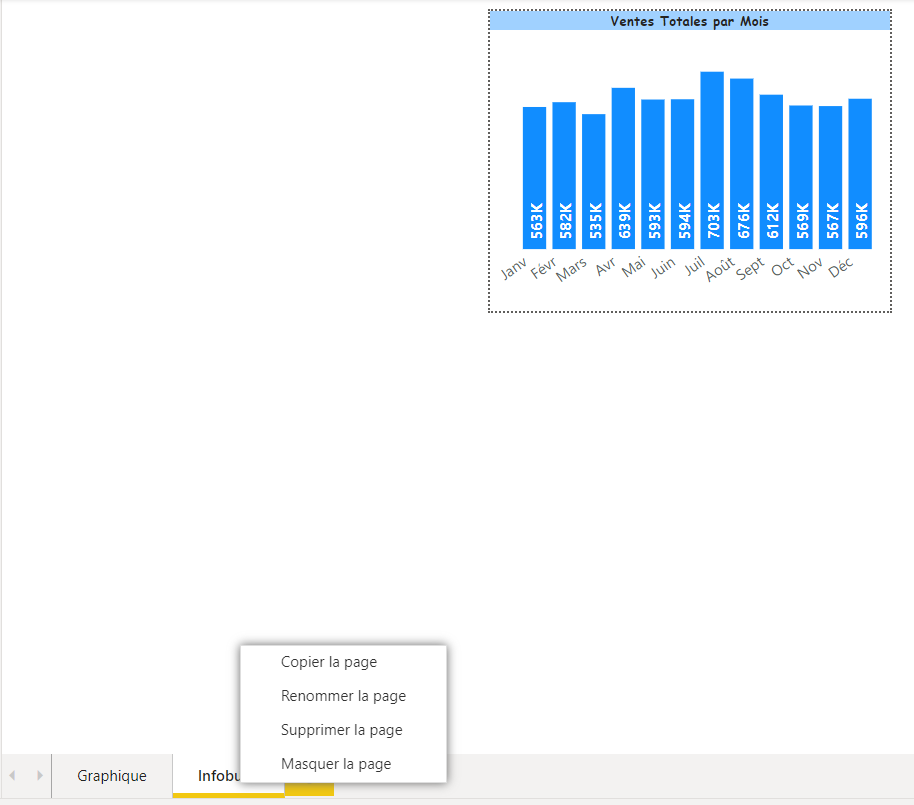 Ventes Totales par Mois
563K 582K 535K 639K 593K 594K 703K 676K 612K 569K 567K 596K
Janv Févr Mars Avr Mai Juin Juil Août Sept Oct Nov Déc
Copier la page
Renommer la page
Supprimer la page
Masquer la page
Graphique Infobu